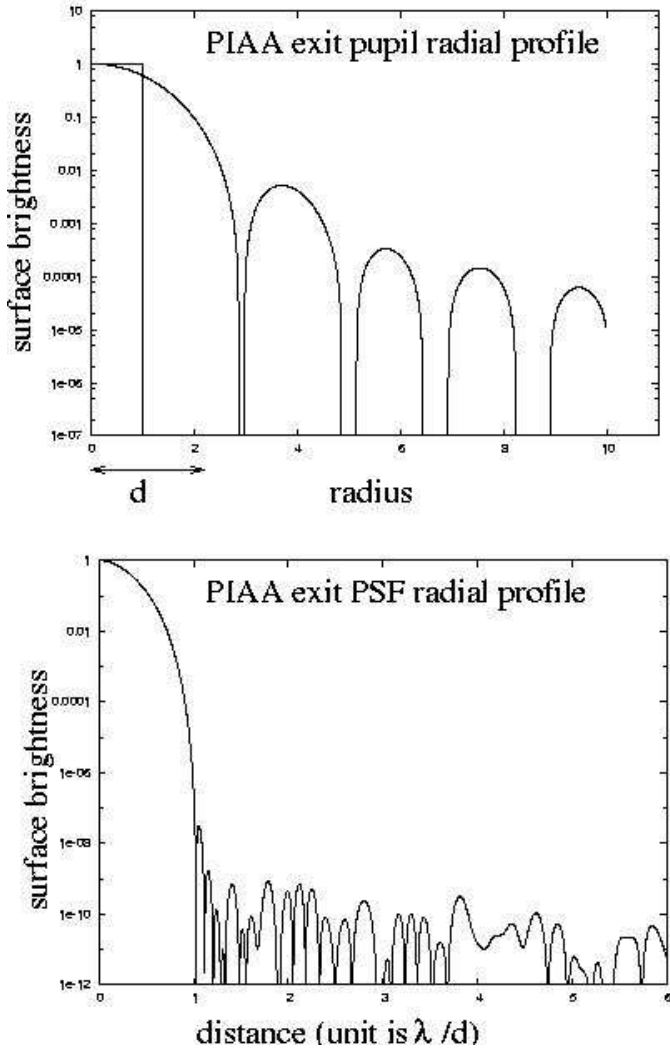 PIAA exit pupil radial profile
1
0.1
0.01
0.001
0.0001
1e-05
1e-06
1e-07
surface brightness
0 2 4 6 8 10
d radius
PIAA exit PSF radial profile
1
0.01
0.0001
1e-06
1e-08
1e-10
1e-12
surface brightness
0 1 2 3 4 5 6
distance (unit is λ /d)